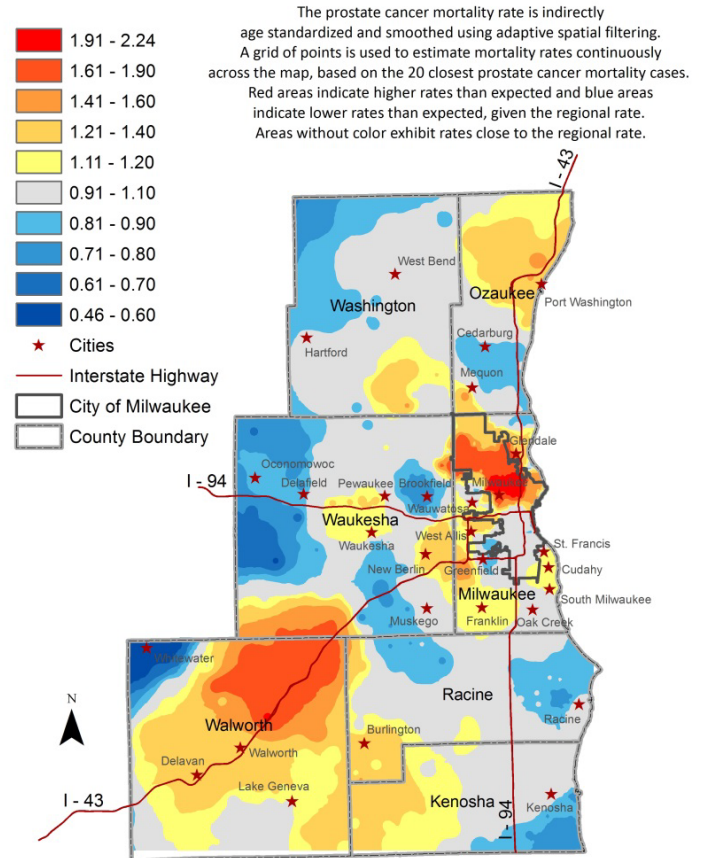 The prostate cancer mortality rate is indirectly
age standardized and smoothed using adaptive spatial filtering.
A grid of points is used to estimate mortality rates continuously
across the map, based on the 20 closest prostate cancer mortality cases.
Red areas indicate higher rates than expected and blue areas
indicate lower rates than expected, given the regional rate.
Areas without color exhibit rates close to the regional rate.
1.91 - 2.24
1.61 - 1.90
1.41 - 1.60
1.21 - 1.40
1.11 - 1.20
0.91 - 1.10
0.81 - 0.90
0.71 - 0.80
0.61 - 0.70
0.46 - 0.60
Cities
Interstate Highway
City of Milwaukee
County Boundary
I - 43
West Bend
Washington
Ozaukee
Port Washington
Hartford
Cedarburg
Mequon
Glendale
I - 94
Oconomowoc
Delafield
Pewaukee
Brookfield
Milwaukee
Wauwatosa
Waukesha
Waukesha
West Allis
St. Francis
New Berlin
Greenfield
Cudahy
Milwaukee
South Milwaukee
Muskego
Franklin
Oak Creek
Whitewater
N
Racine
Racine
Walworth
Burlington
Walworth
Delavan
Lake Geneva
I - 43
Kenosha
I - 94
Kenosha